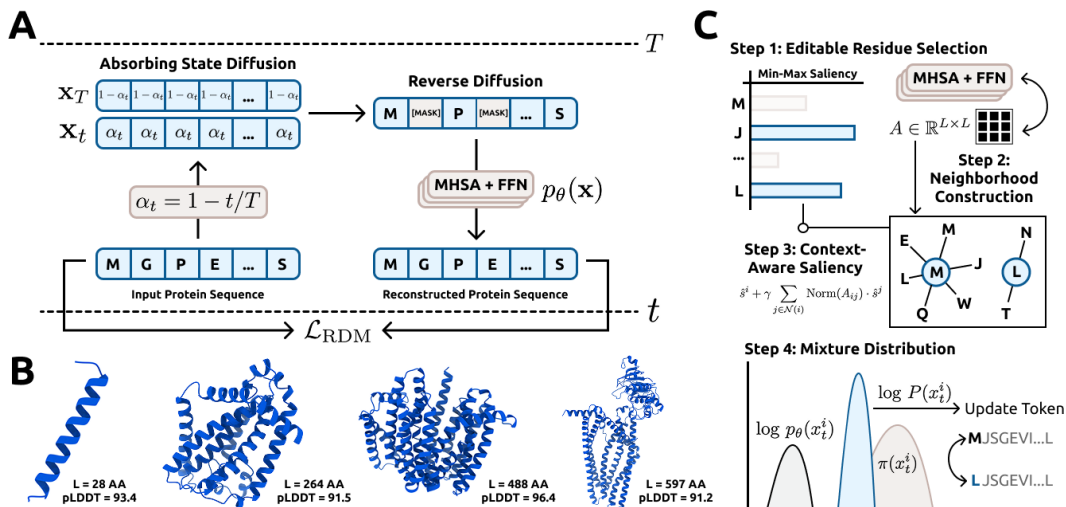 A
T
Absorbing State Diffusion
x_T 1 − α_t 1 − α_t 1 − α_t 1 − α_t ... 1 − α_t
x_t α_t α_t α_t α_t ... α_t
α_t = 1 − t/T
M G P E ... S
Input Protein Sequence
Reverse Diffusion
M [MASK] P [MASK] ... S
MHSA + FFN
p_θ(x)
M G P E ... S
Reconstructed Protein Sequence
t
ℒ_RDM
B
L = 28 AA
pLDDT = 93.4
L = 264 AA
pLDDT = 91.5
L = 488 AA
pLDDT = 96.4
L = 597 AA
pLDDT = 91.2
C
Step 1: Editable Residue Selection
Min-Max Saliency
M
J
...
L
MHSA + FFN
A ∈ ℝ^{L×L}
Step 2:
Neighborhood
Construction
Step 3: Context-
Aware Saliency
ŝ^i + γ ∑_{j∈𝒩(i)} Norm(A_{ij}) · ŝ^j
E
M
M
J
L
Q
W
N
L
T
Step 4: Mixture Distribution
log p_θ(x_t^i)
log P(x_t^i)
π(x_t^i)
Update Token
MJSGEVI...L
LJSGEVI...L